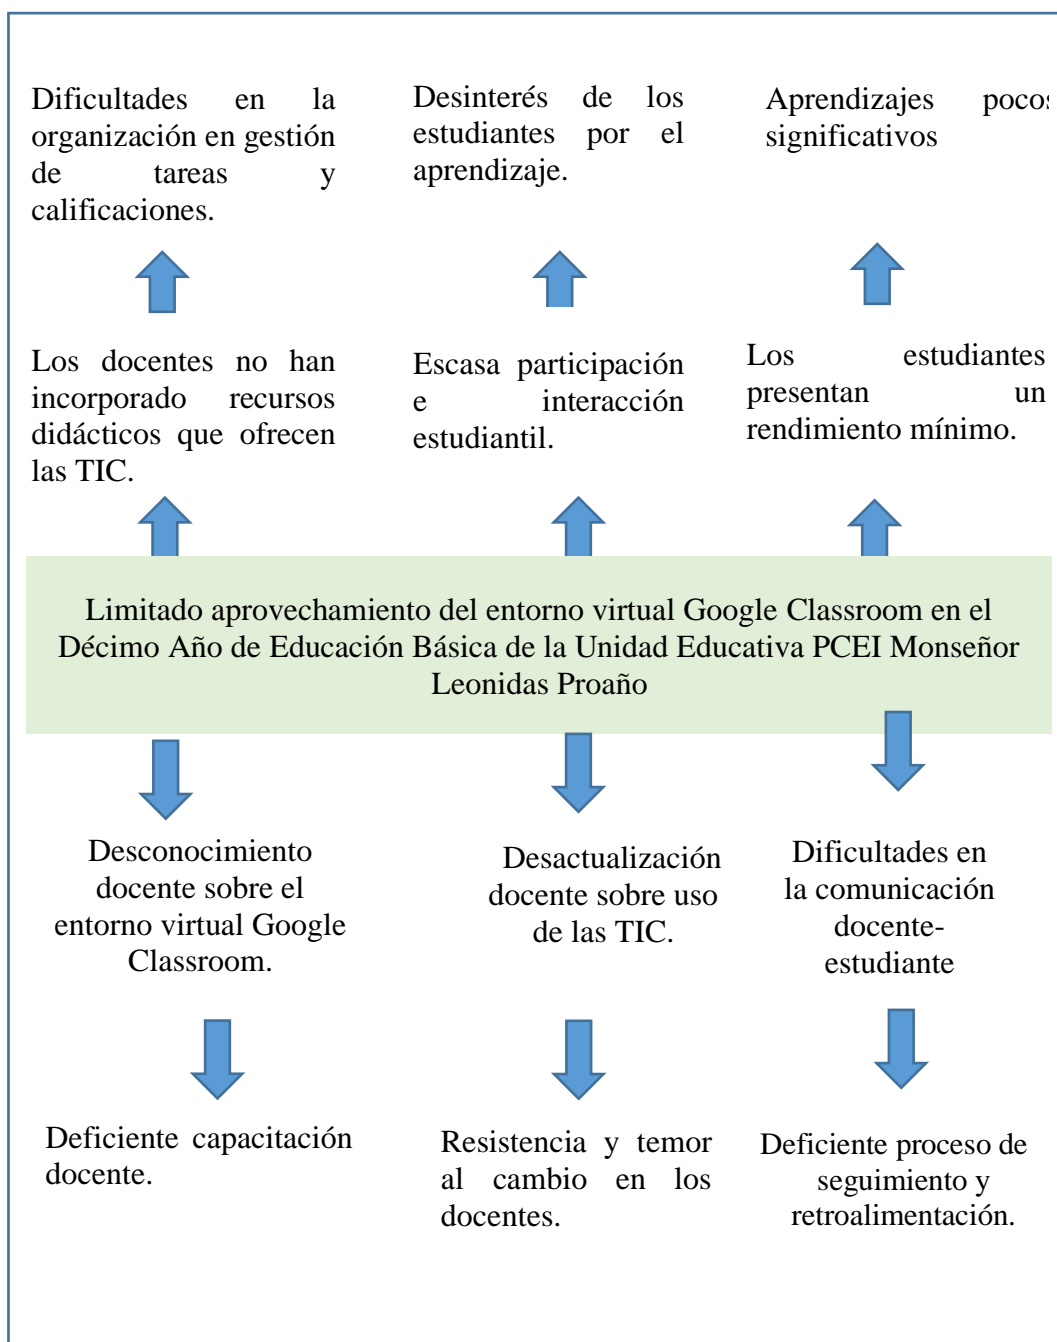 Dificultades en la
organización en gestión
de tareas y
calificaciones.
Desinterés de los
estudiantes por el
aprendizaje.
Aprendizajes pocos
significativos
Los docentes no han
incorporado recursos
didácticos que ofrecen
las TIC.
Escasa participación
e interacción
estudiantil.
Los estudiantes
presentan un
rendimiento mínimo.
Limitado aprovechamiento del entorno virtual Google Classroom en el
Décimo Año de Educación Básica de la Unidad Educativa PCEI Monseñor
Leonidas Proaño
Desconocimiento
docente sobre el
entorno virtual Google
Classroom.
Desactualización
docente sobre uso
de las TIC.
Dificultades en
la comunicación
docente-
estudiante
Deficiente capacitación
docente.
Resistencia y temor
al cambio en los
docentes.
Deficiente proceso de
seguimiento y
retroalimentación.